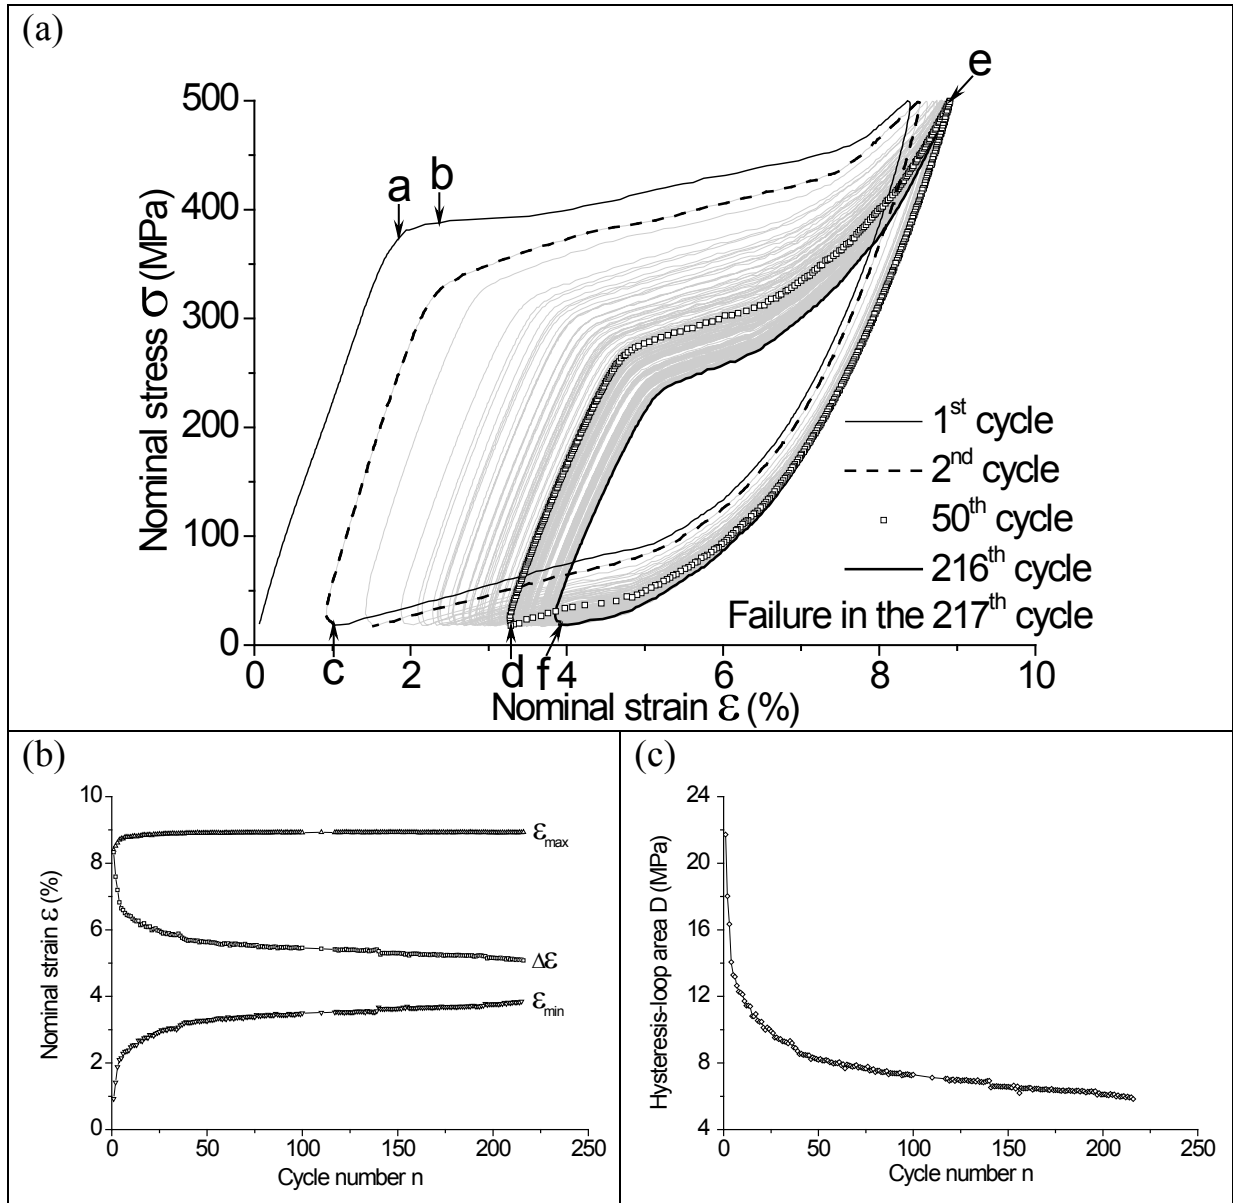 (a)
e
500
a
b
400
300
200
100
0
Nominal stress σ (MPa)
1st cycle
2nd cycle
50th cycle
216th cycle
Failure in the 217th cycle
0
c
2
d
f
4
6
8
10
Nominal strain ε (%)
(b)
10
8
6
4
2
0
Nominal strain ε (%)
εmax
Δε
εmin
0
50
100
150
200
250
Cycle number n
(c)
24
20
16
12
8
4
Hysteresis-loop area D (MPa)
0
50
100
150
200
250
Cycle number n